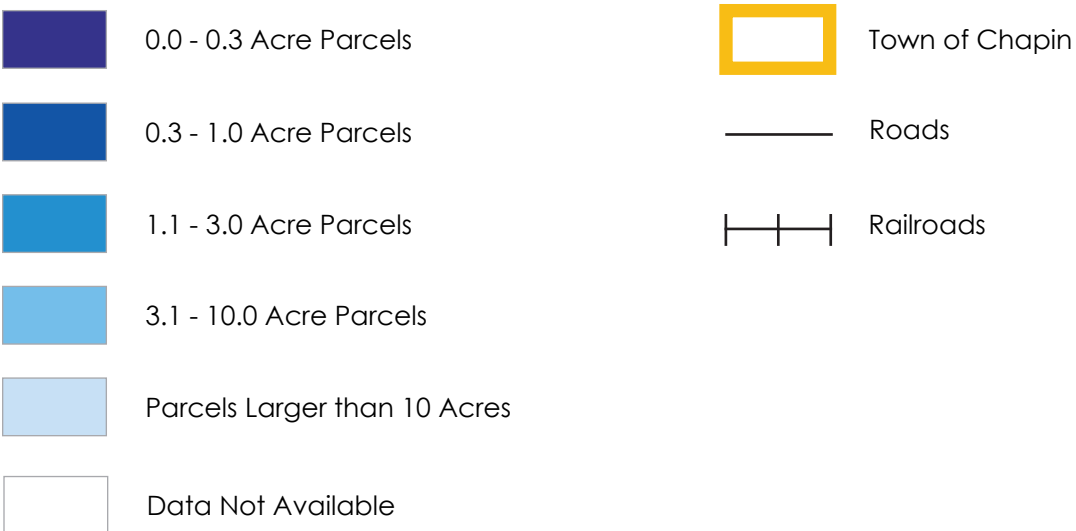 0.0 - 0.3 Acre Parcels
0.3 - 1.0 Acre Parcels
1.1 - 3.0 Acre Parcels
3.1 - 10.0 Acre Parcels
Parcels Larger than 10 Acres
Data Not Available
Town of Chapin
Roads
Railroads